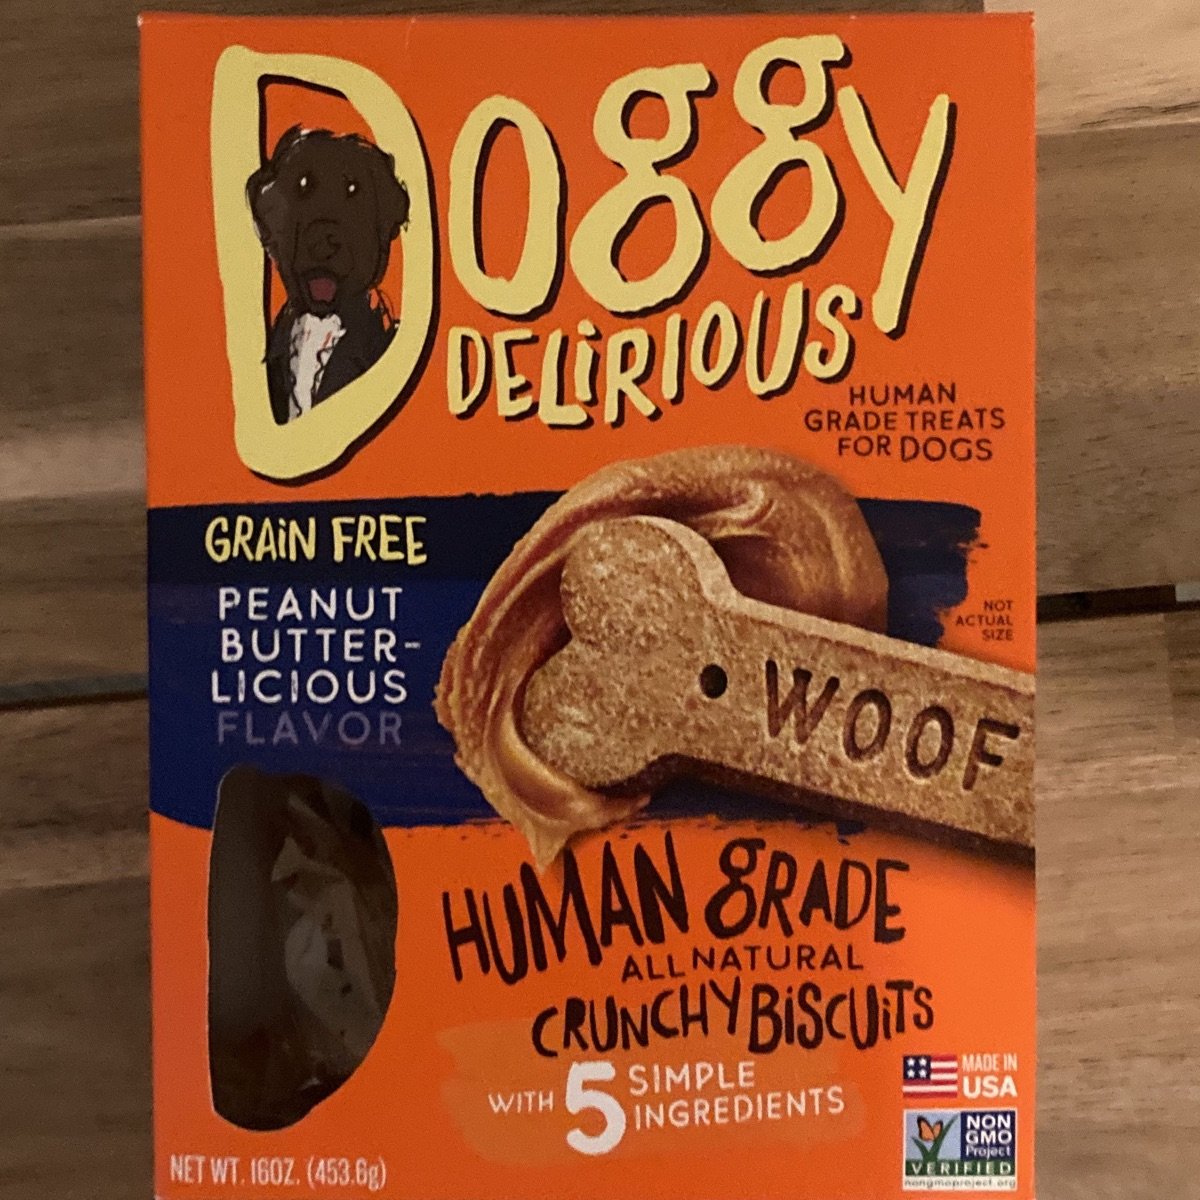 Doggy
DELiRIOUS
HUMAN
GRADE TREATS
FOR DOGS
GRAiN FREE
PEANUT
BUTTER-
LICIOUS
FLAVOR
NOT
ACTUAL
SIZE
WOOF
HUMAN GRADE
ALL NATURAL
CRUNCHY BiSCUiTS
WITH 5 SIMPLE
INGREDIENTS
MADE IN
USA
NON
GMO
Project
VERIFIED
nongmoproject.org
NET WT. 16OZ. (453.6g)